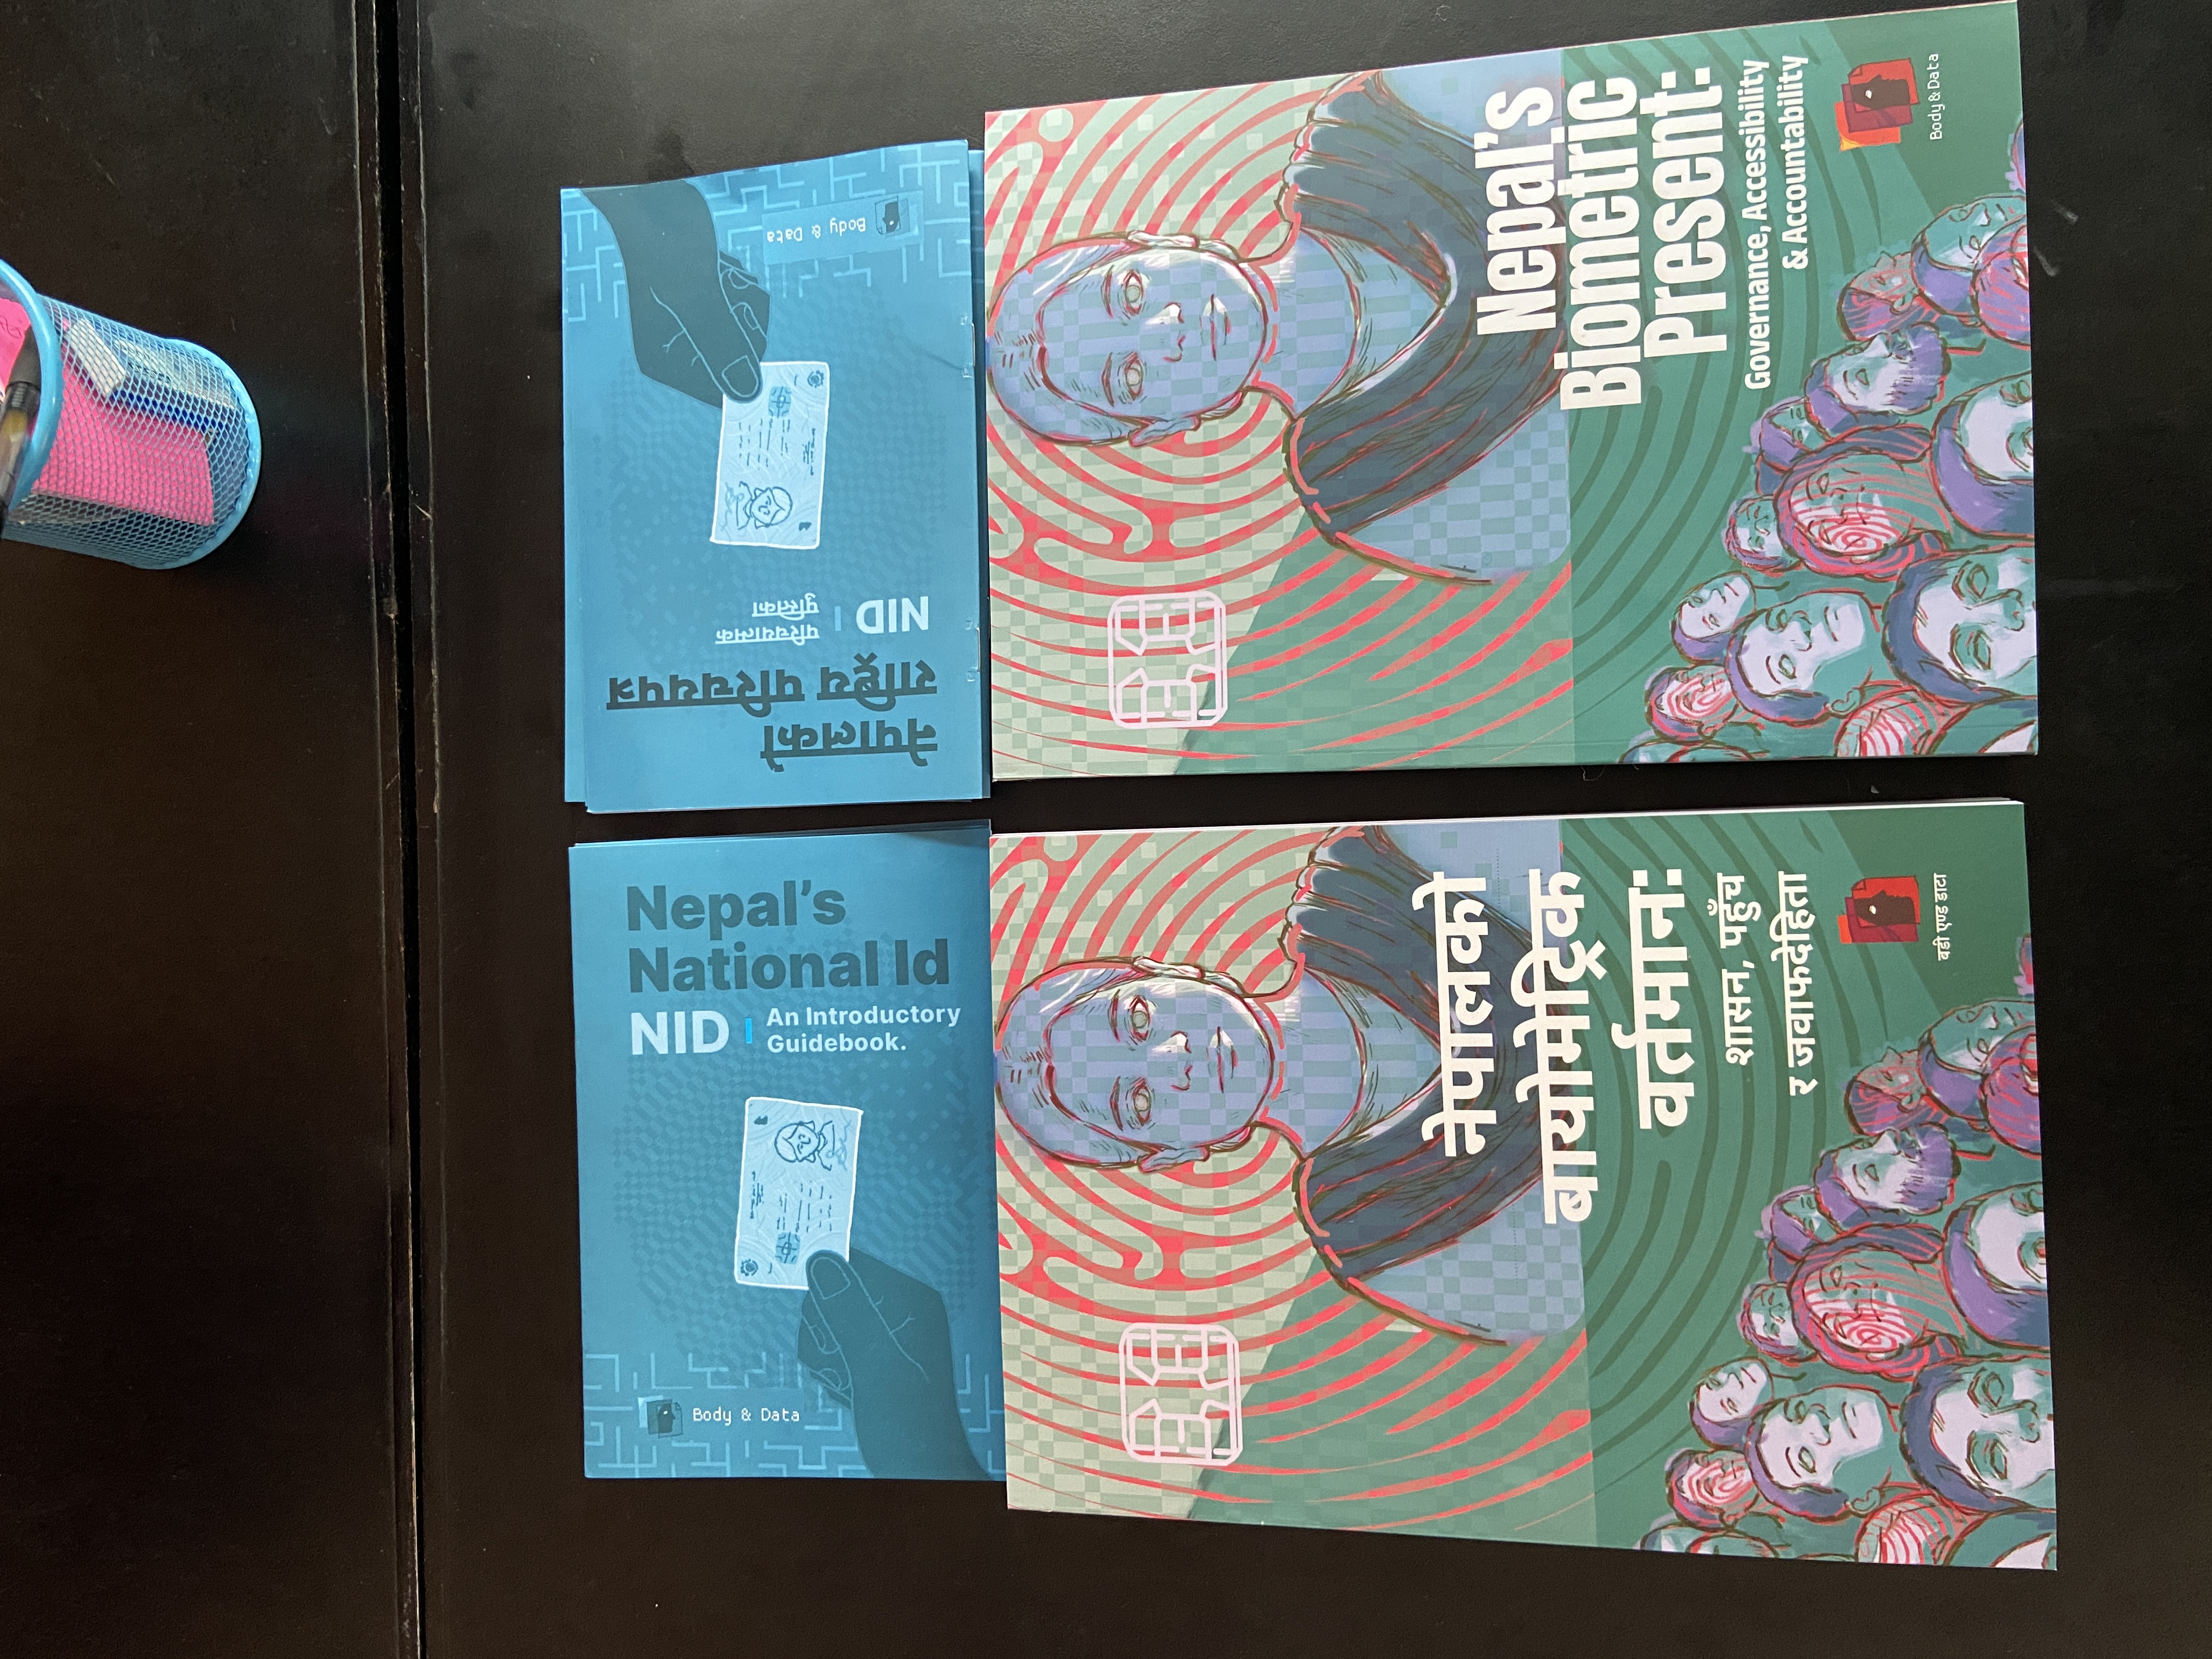 Nepal's
National Id
NID | An Introductory
Guidebook.
Body & Data
नेपालको
राष्ट्रिय परिचयपत्र
NID | परिचयात्मक
पुस्तिका
Body & Data
नेपालको
बायोमेट्रिक
वर्तमान:
शासन, पहुँच
र जवाफदेहिता
बडी एण्ड डाटा
Nepal's
Biometric
Present:
Governance, Accessibility
& Accountability
Body & Data